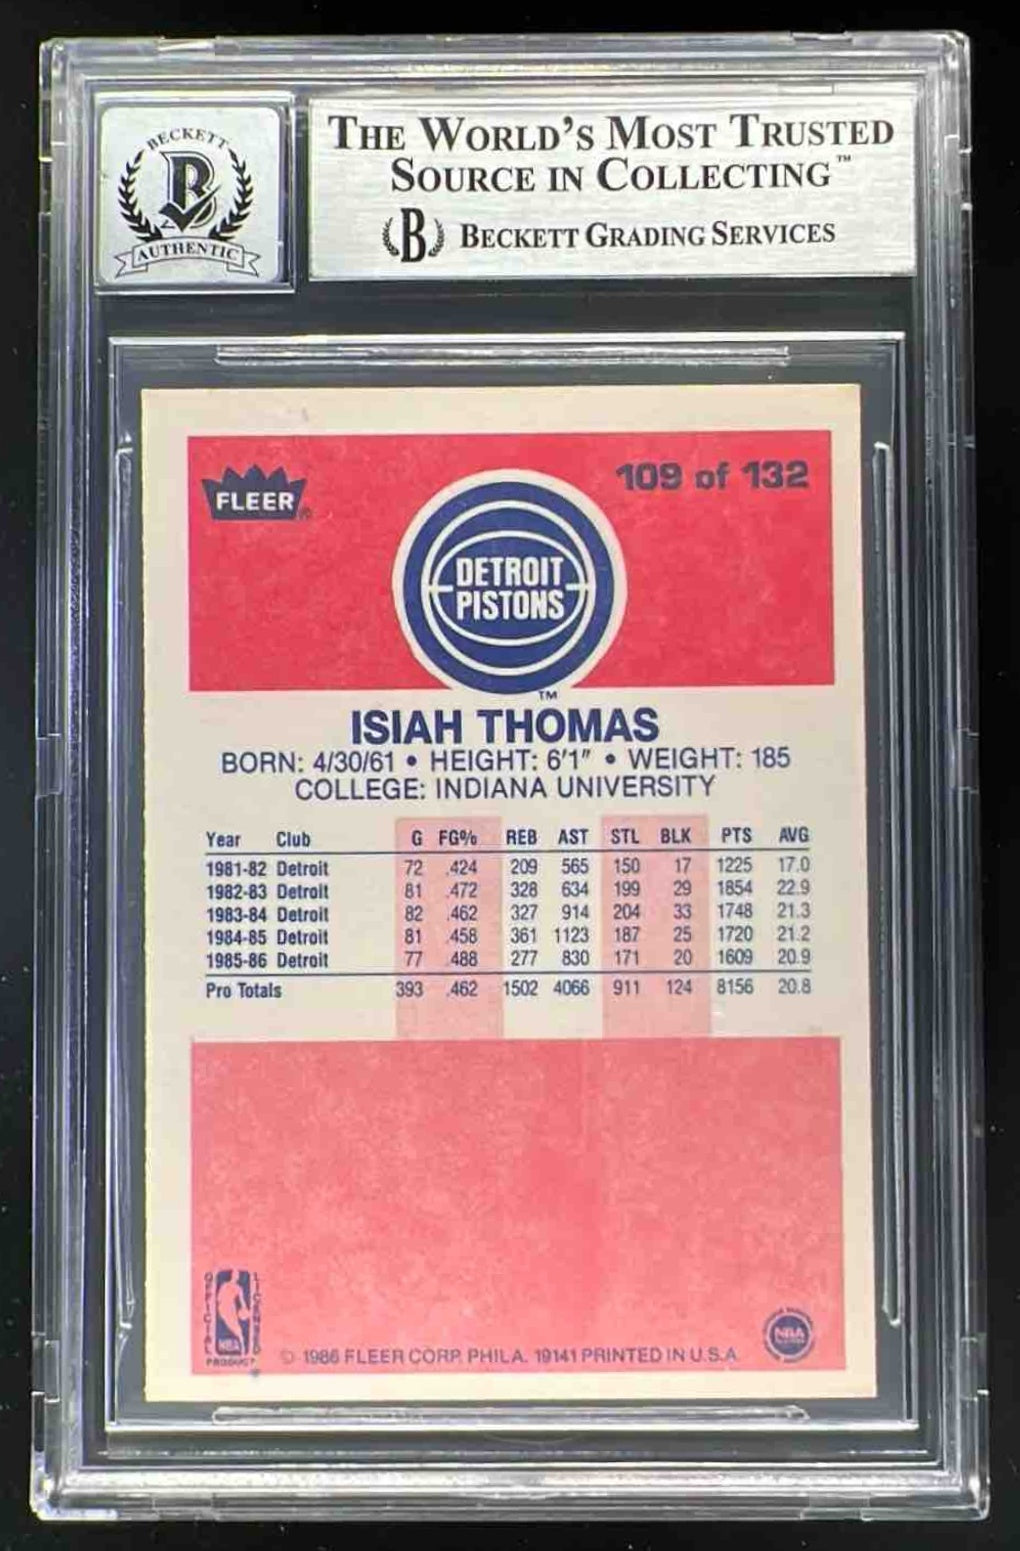 BECKETT
B
AUTHENTIC
THE WORLD'S MOST TRUSTED
SOURCE IN COLLECTING™
B BECKETT GRADING SERVICES
FLEER®
109 of 132
DETROIT
PISTONS
TM
ISIAH THOMAS
BORN: 4/30/61 • HEIGHT: 6'1" • WEIGHT: 185
COLLEGE: INDIANA UNIVERSITY
Year Club G FG% REB AST STL BLK PTS AVG
1981-82 Detroit 72 .424 209 565 150 17 1225 17.0
1982-83 Detroit 81 .472 328 634 199 29 1854 22.9
1983-84 Detroit 82 .462 327 914 204 33 1748 21.3
1984-85 Detroit 81 .458 361 1123 187 25 1720 21.2
1985-86 Detroit 77 .488 277 830 171 20 1609 20.9
Pro Totals 393 .462 1502 4066 911 124 8156 20.8
OFFICIAL
LICENSED
NBA
PRODUCT
®
© 1986 FLEER CORP. PHILA. 19141 PRINTED IN U.S.A.
NBA